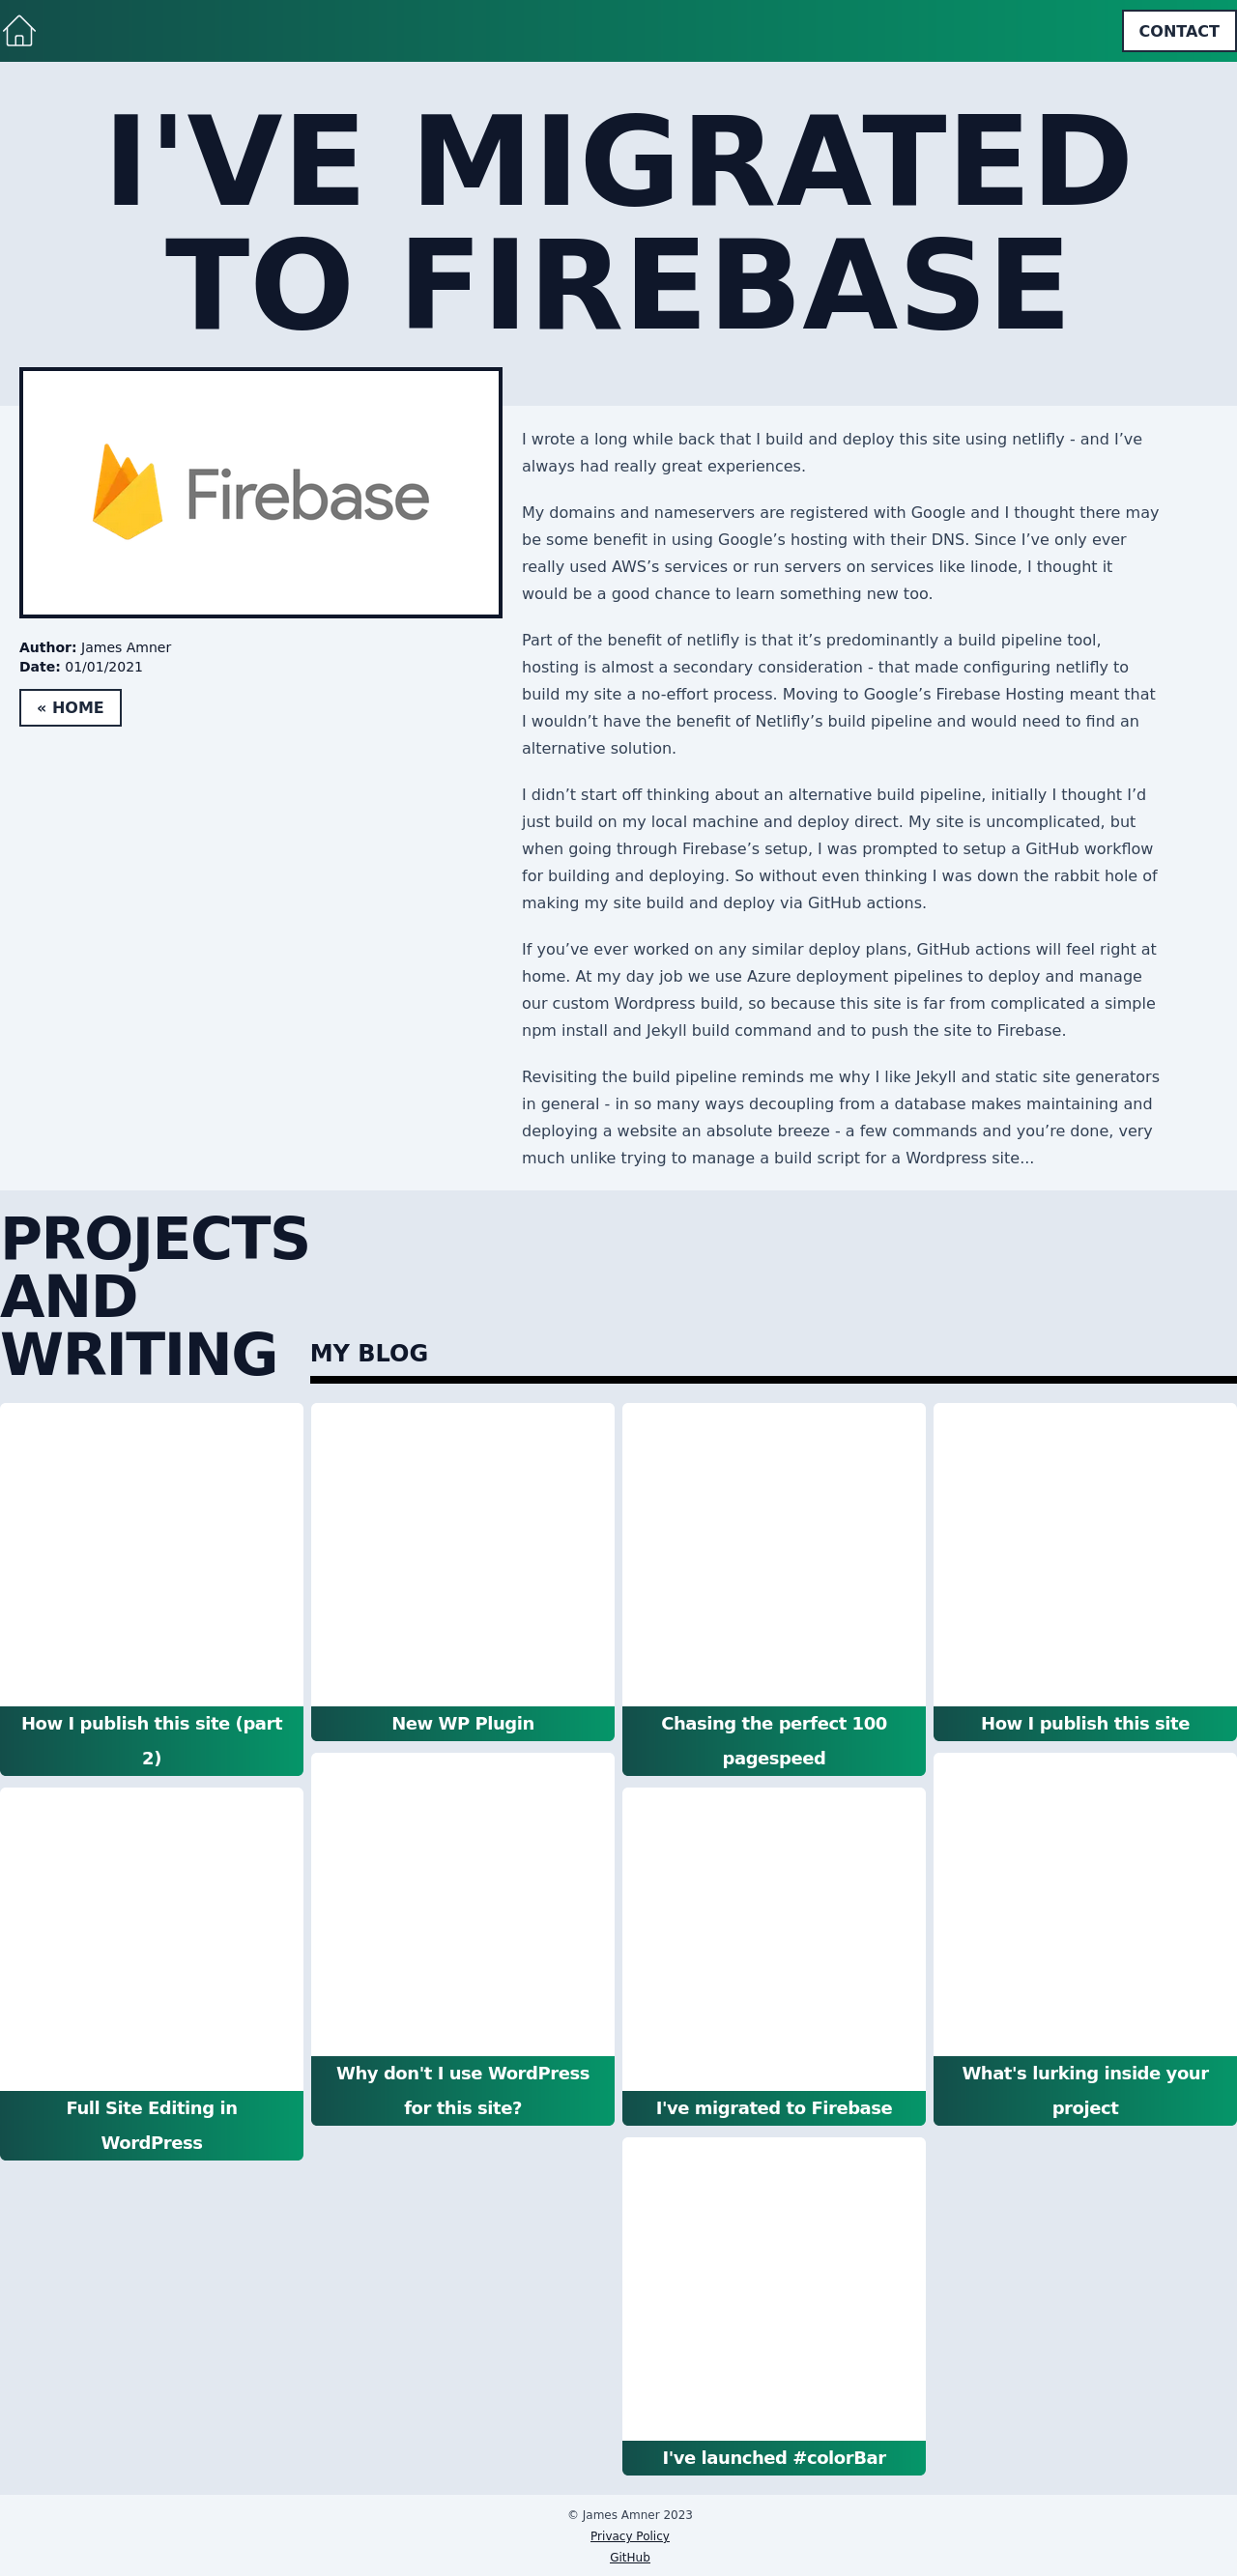 CONTACT
I'VE MIGRATED
TO FIREBASE
Firebase
Author: James Amner
Date: 01/01/2021
« HOME
I wrote a long while back that I build and deploy this site using netlifly - and I’ve
always had really great experiences.
My domains and nameservers are registered with Google and I thought there may
be some benefit in using Google’s hosting with their DNS. Since I’ve only ever
really used AWS’s services or run servers on services like linode, I thought it
would be a good chance to learn something new too.
Part of the benefit of netlifly is that it’s predominantly a build pipeline tool,
hosting is almost a secondary consideration - that made configuring netlifly to
build my site a no-effort process. Moving to Google’s Firebase Hosting meant that
I wouldn’t have the benefit of Netlifly’s build pipeline and would need to find an
alternative solution.
I didn’t start off thinking about an alternative build pipeline, initially I thought I’d
just build on my local machine and deploy direct. My site is uncomplicated, but
when going through Firebase’s setup, I was prompted to setup a GitHub workflow
for building and deploying. So without even thinking I was down the rabbit hole of
making my site build and deploy via GitHub actions.
If you’ve ever worked on any similar deploy plans, GitHub actions will feel right at
home. At my day job we use Azure deployment pipelines to deploy and manage
our custom Wordpress build, so because this site is far from complicated a simple
npm install and Jekyll build command and to push the site to Firebase.
Revisiting the build pipeline reminds me why I like Jekyll and static site generators
in general - in so many ways decoupling from a database makes maintaining and
deploying a website an absolute breeze - a few commands and you’re done, very
much unlike trying to manage a build script for a Wordpress site…
PROJECTS
AND
WRITING
MY BLOG
How I publish this site (part
2)
New WP Plugin
Chasing the perfect 100
pagespeed
How I publish this site
Full Site Editing in
WordPress
Why don't I use WordPress
for this site?
I've migrated to Firebase
What's lurking inside your
project
I've launched #colorBar
© James Amner 2023
Privacy Policy
GitHub